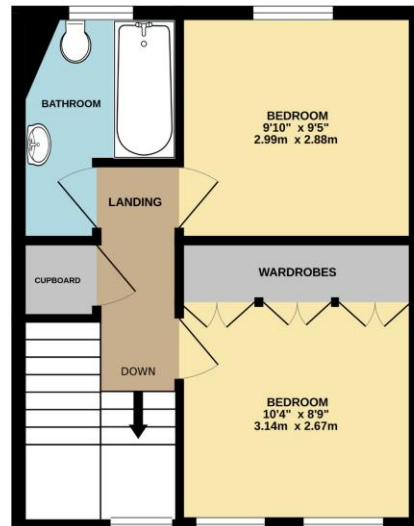 BATHROOM
BEDROOM
9'10" x 9'5"
2.99m x 2.88m
LANDING
CUPBOARD
WARDROBES
DOWN
BEDROOM
10'4" x 8'9"
3.14m x 2.67m